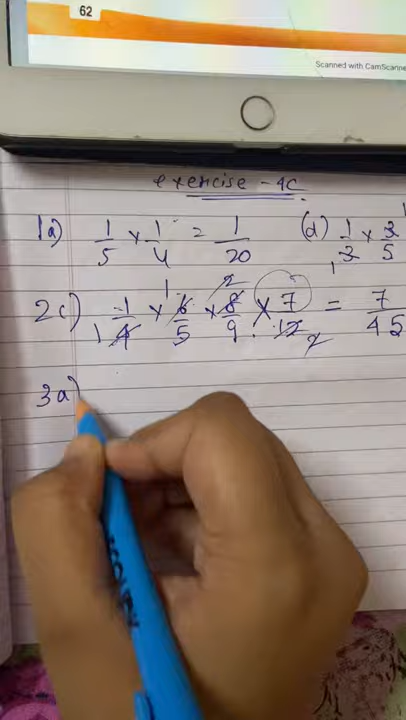 62
Scanned with CamScanne
exercise - 4C
1a) 1/5 × 1/4 = 1/20 (d) 1/3 × 3/5
2c) 1/4 × 6/5 × 8/9 × 7/12 = 7/45
3a)